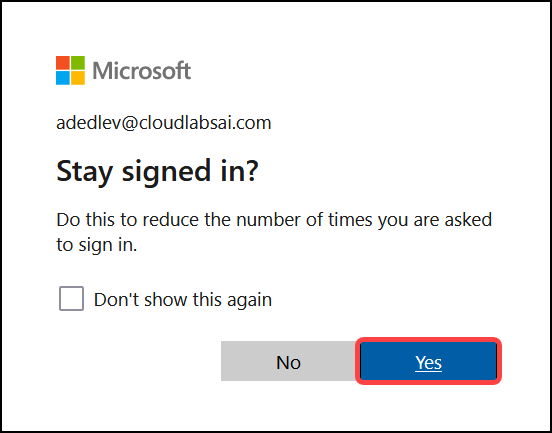 Microsoft
adedlev@cloudlabsai.com
Stay signed in?
Do this to reduce the number of times you are asked
to sign in.
Don't show this again
No
Yes